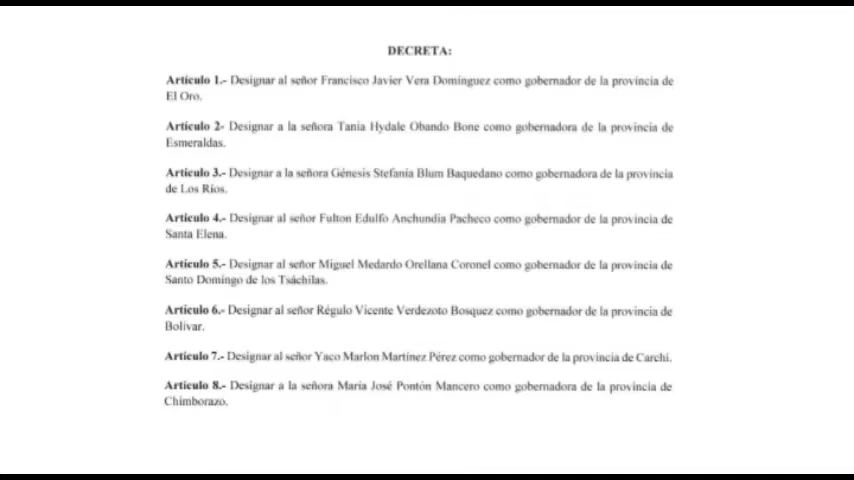 DECRETA:
Artículo 1.- Designar al señor Francisco Javier Vera Domínguez como gobernador de la provincia de
El Oro.
Artículo 2- Designar a la señora Tania Hydale Obando Bone como gobernadora de la provincia de
Esmeraldas.
Artículo 3.- Designar a la señora Génesis Stefanía Blum Baquedano como gobernadora de la provincia
de Los Ríos.
Artículo 4.- Designar al señor Fulton Edulfo Anchundia Pacheco como gobernador de la provincia de
Santa Elena.
Artículo 5.- Designar al señor Miguel Medardo Orellana Coronel como gobernador de la provincia de
Santo Domingo de los Tsáchilas.
Artículo 6.- Designar al señor Régulo Vicente Verdezoto Bosquez como gobernador de la provincia de
Bolívar.
Artículo 7.- Designar al señor Yaco Marlon Martínez Pérez como gobernador de la provincia de Carchi.
Artículo 8.- Designar a la señora María José Pontón Mancero como gobernadora de la provincia de
Chimborazo.